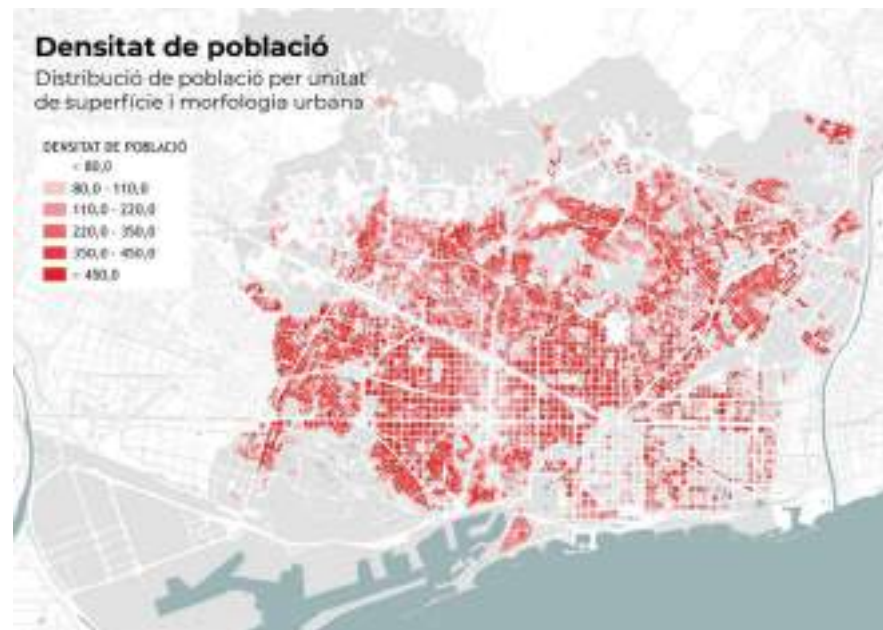 Densitat de població
Distribució de població per unitat
de superfície i morfologia urbana
DENSITAT DE POBLACIÓ
< 80,0
80,0 - 110,0
110,0 - 220,0
220,0 - 350,0
350,0 - 450,0
> 450,0